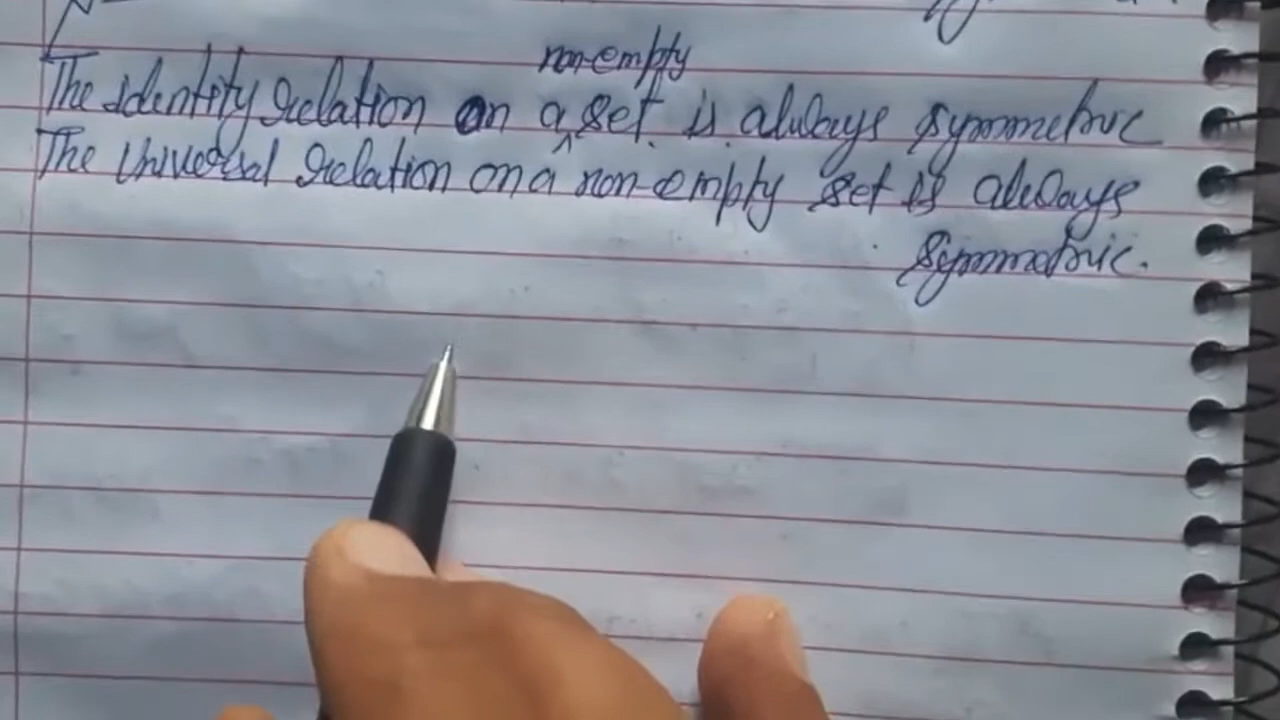 non-empty
The identity relation on a set is always symmetric
The Universal relation on a non-empty set is always
symmetric.